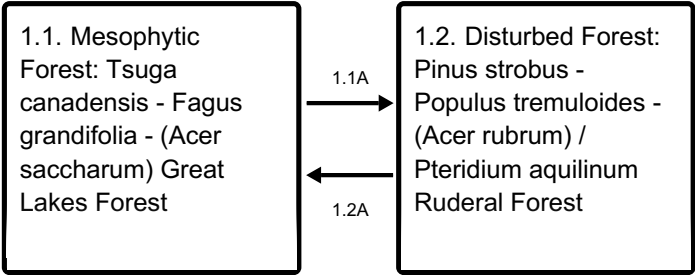 1.1. Mesophytic
Forest: Tsuga
canadensis - Fagus
grandifolia - (Acer
saccharum) Great
Lakes Forest
1.1A
1.2A
1.2. Disturbed Forest:
Pinus strobus -
Populus tremuloides -
(Acer rubrum) /
Pteridium aquilinum
Ruderal Forest